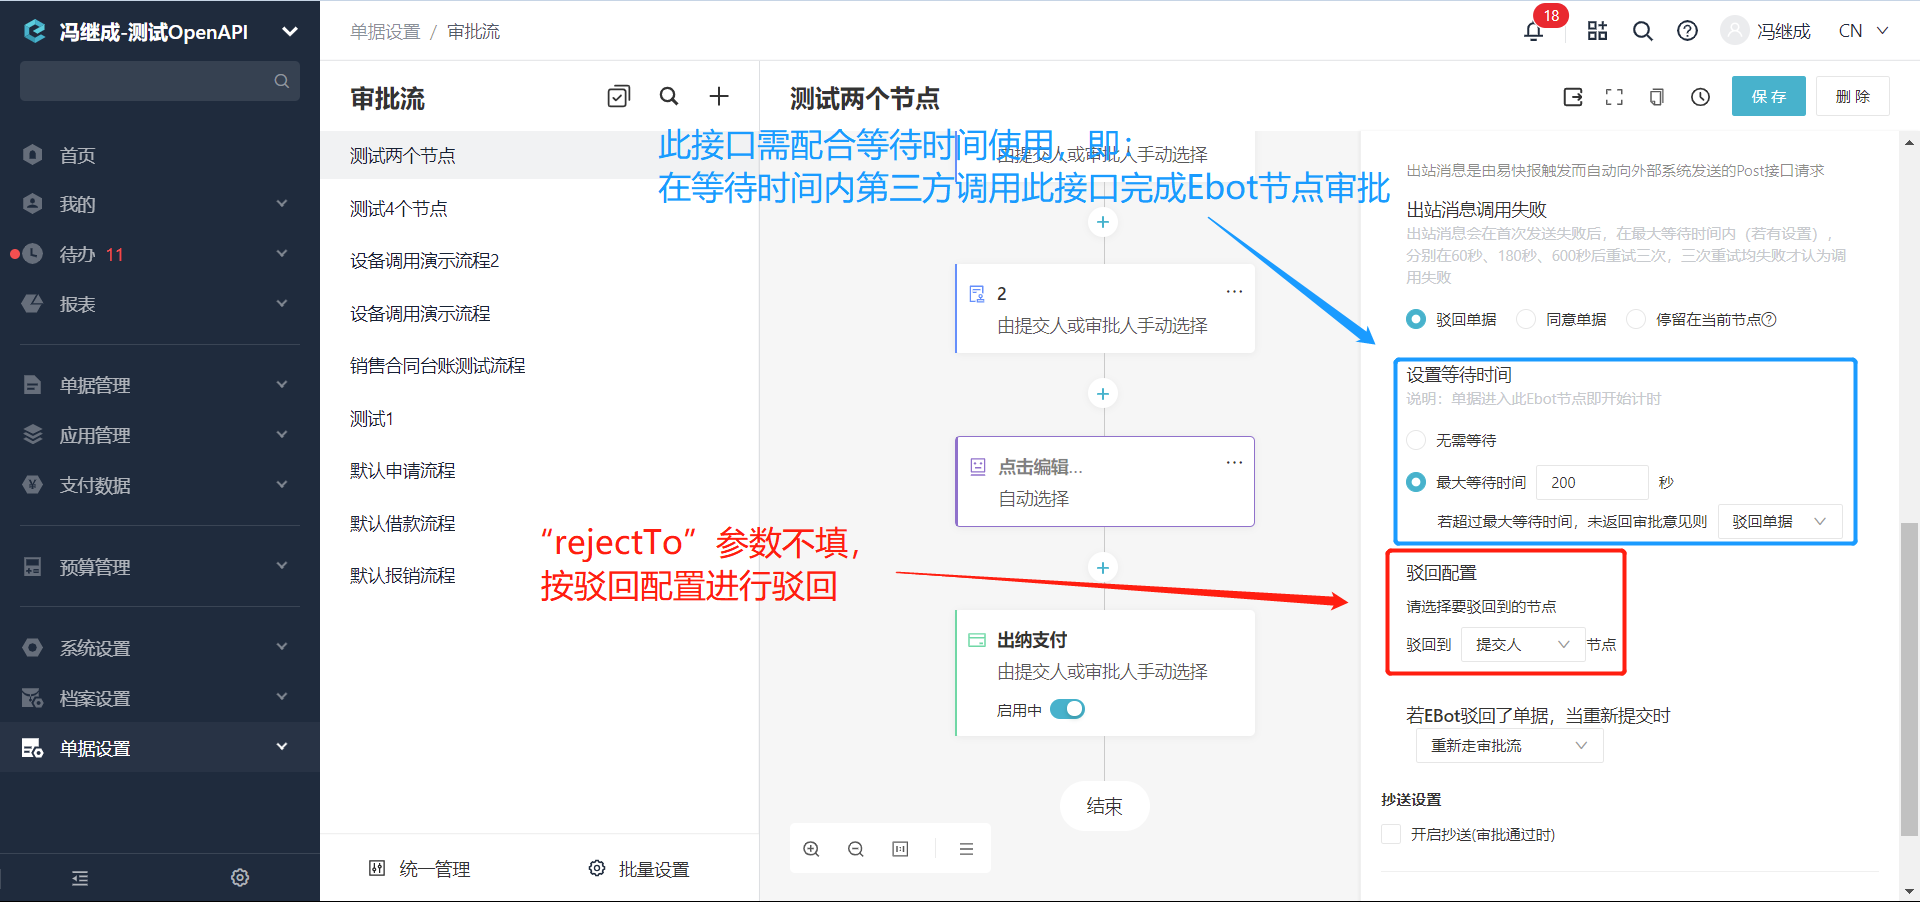 冯继成-测试OpenAPI
首页
我的
待办 11
报表
单据管理
应用管理
支付数据
预算管理
系统设置
档案设置
单据设置
单据设置 / 审批流
18
冯继成
CN
审批流
测试两个节点
测试4个节点
设备调用演示流程2
设备调用演示流程
销售合同台账测试流程
测试1
默认申请流程
默认借款流程
默认报销流程
统一管理
批量设置
测试两个节点
保 存
删 除
此接口需配合等待时间使用，即：
在等待时间内第三方调用此接口完成Ebot节点审批
由提交人或审批人手动选择
2
由提交人或审批人手动选择
点击编辑...
自动选择
“rejectTo”参数不填，
按驳回配置进行驳回
出纳支付
由提交人或审批人手动选择
启用中
结束
出站消息是由易快报触发而自动向外部系统发送的Post接口请求
出站消息调用失败
出站消息会在首次发送失败后，在最大等待时间内（若有设置），
分别在60秒、180秒、600秒后重试三次，三次重试均失败才认为调
用失败
驳回单据 同意单据 停留在当前节点
设置等待时间
说明：单据进入此Ebot节点即开始计时
无需等待
最大等待时间 200 秒
若超过最大等待时间，未返回审批意见则 驳回单据
驳回配置
请选择要驳回到的节点
驳回到 提交人 节点
若EBot驳回了单据，当重新提交时
重新走审批流
抄送设置
开启抄送(审批通过时)